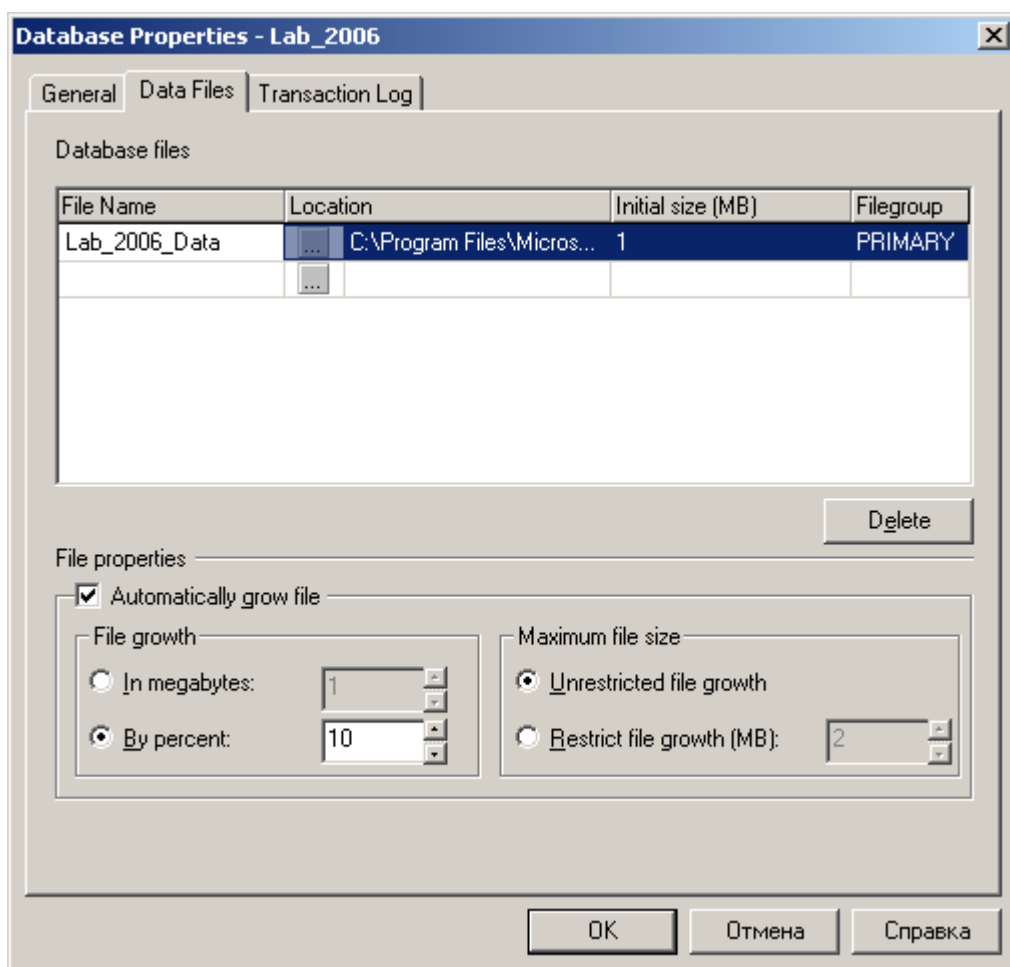 Database Properties - Lab_2006
General Data Files Transaction Log
Database files
File Name Location Initial size (MB) Filegroup
Lab_2006_Data ... C:\Program Files\Micros... 1 PRIMARY
...
Delete
File properties
Automatically grow file
File growth Maximum file size
In megabytes: 1 Unrestricted file growth
By percent: 10 Restrict file growth (MB): 2
OK Отмена Справка